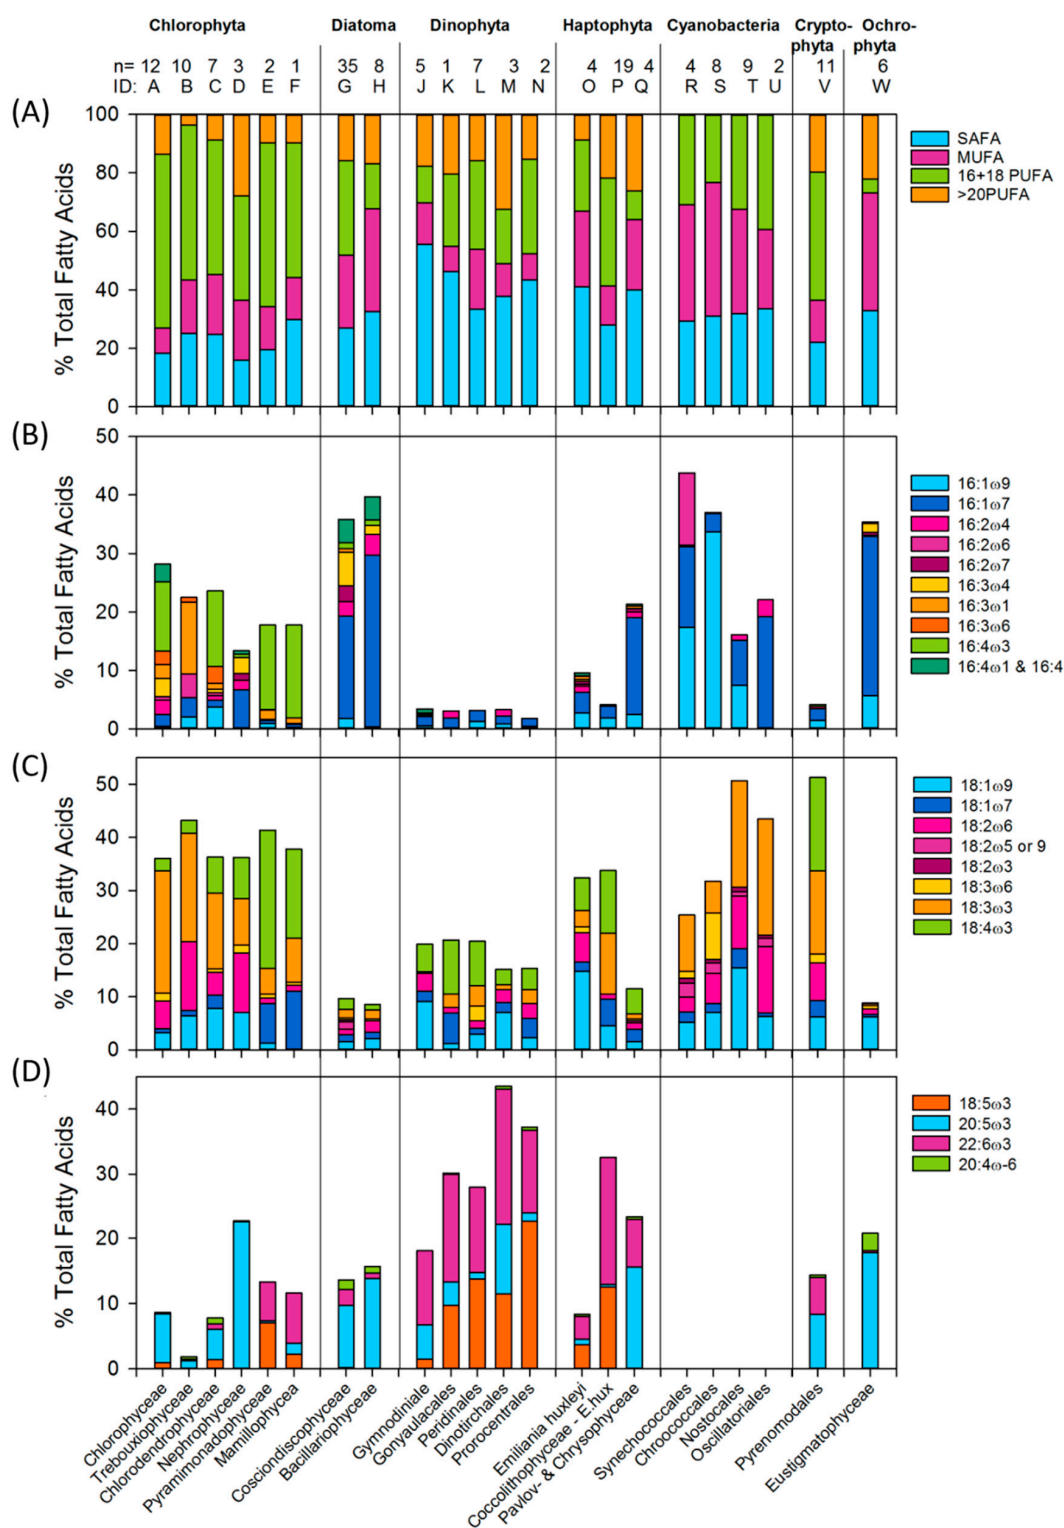 Chlorophyta Diatoma Dinophyta Haptophyta Cyanobacteria Crypto- Ochro-
phyta phyta
n= 12 10 7 3 2 1 35 8 5 1 7 3 2 4 19 4 4 8 9 2 11 6
ID: A B C D E F G H J K L M N O P Q R S T U V W
(A)
100
80
60
40
20
0
% Total Fatty Acids
SAFA
MUFA
16+18 PUFA
>20PUFA
(B)
50
40
30
20
10
0
% Total Fatty Acids
16:1ω9
16:1ω7
16:2ω4
16:2ω6
16:2ω7
16:3ω4
16:3ω1
16:3ω6
16:4ω3
16:4ω1 & 16:4
(C)
50
40
30
20
10
0
% Total Fatty Acids
18:1ω9
18:1ω7
18:2ω6
18:2ω5 or 9
18:2ω3
18:3ω6
18:3ω3
18:4ω3
(D)
40
30
20
10
0
% Total Fatty Acids
18:5ω3
20:5ω3
22:6ω3
20:4ω-6
Chlorophyceae
Trebouxiophyceae
Chlorodendrophyceae
Nephrophyceae
Pyramimonadophyceae
Mamillophycea
Cosciondiscophyceae
Bacillariophyceae
Gymnodiniale
Gonyaulacales
Peridinales
Dinotirchales
Prorocentrales
Emiliania huxleyi
Coccolithophyceae - E.hux
Pavlov- & Chrysophyceae
Synechococcales
Chroococcales
Nostocales
Oscillatoriales
Pyrenomodales
Eustigmatophyceae